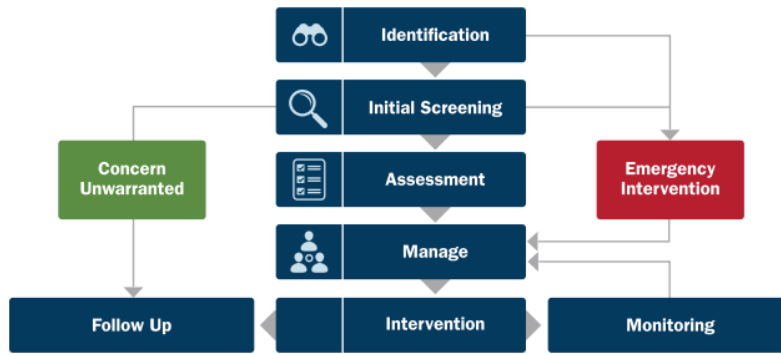 Identification
Initial Screening
Concern
Unwarranted
Assessment
Emergency
Intervention
Manage
Follow Up
Intervention
Monitoring